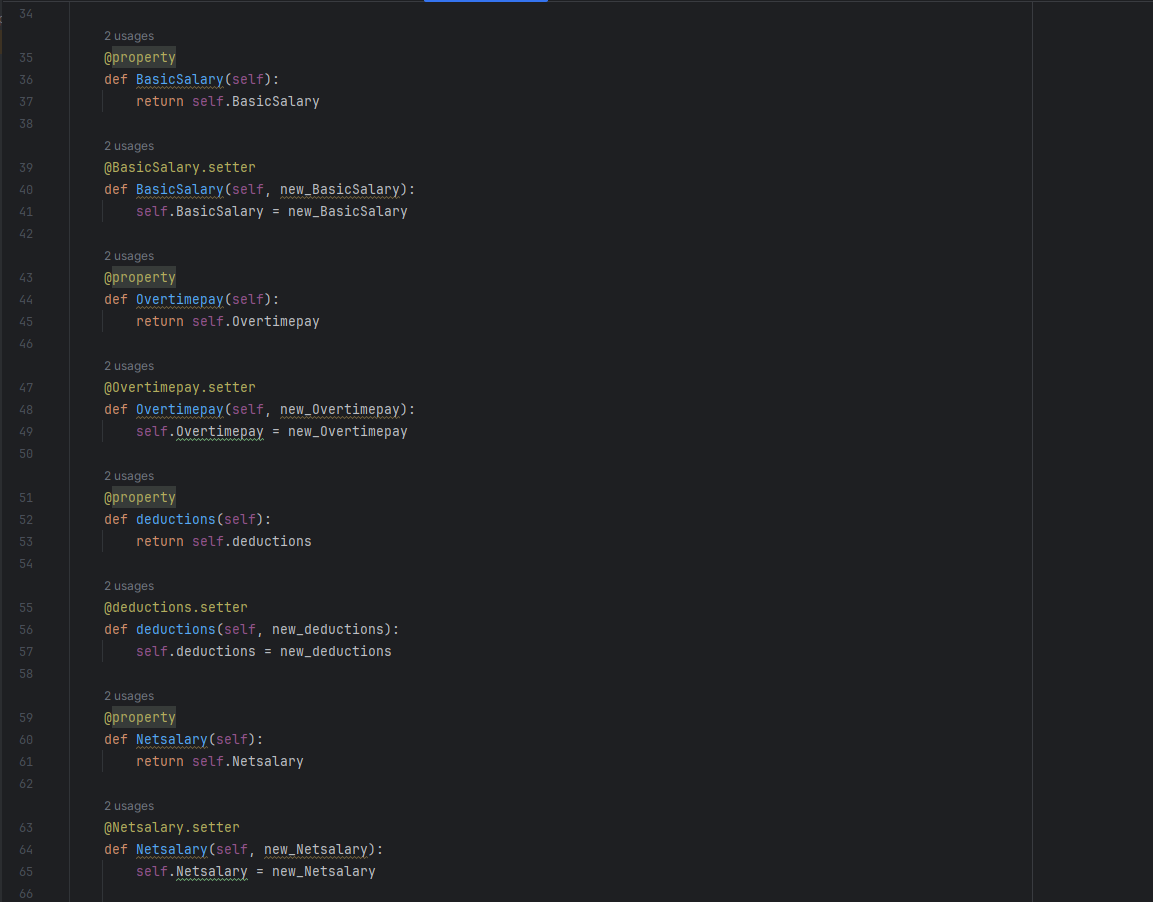 34
2 usages
35 @property
36 def BasicSalary(self):
37 return self.BasicSalary
38
2 usages
39 @BasicSalary.setter
40 def BasicSalary(self, new_BasicSalary):
41 self.BasicSalary = new_BasicSalary
42
2 usages
43 @property
44 def Overtimepay(self):
45 return self.Overtimepay
46
2 usages
47 @Overtimepay.setter
48 def Overtimepay(self, new_Overtimepay):
49 self.Overtimepay = new_Overtimepay
50
2 usages
51 @property
52 def deductions(self):
53 return self.deductions
54
2 usages
55 @deductions.setter
56 def deductions(self, new_deductions):
57 self.deductions = new_deductions
58
2 usages
59 @property
60 def Netsalary(self):
61 return self.Netsalary
62
2 usages
63 @Netsalary.setter
64 def Netsalary(self, new_Netsalary):
65 self.Netsalary = new_Netsalary
66